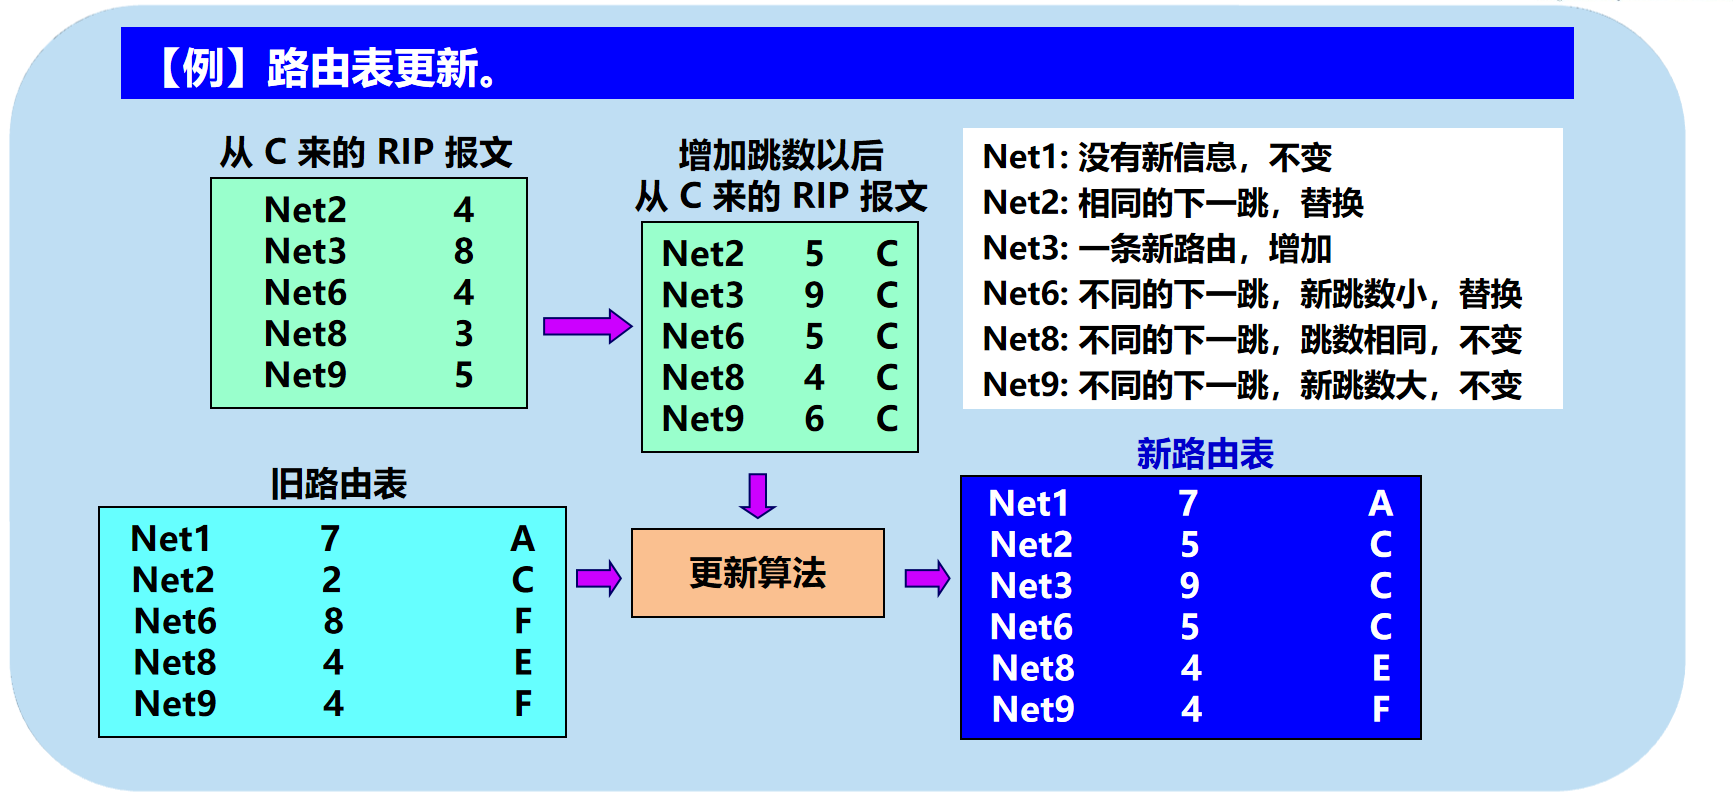 【例】路由表更新。
从 C 来的 RIP 报文
Net2 4
Net3 8
Net6 4
Net8 3
Net9 5
增加跳数以后
从 C 来的 RIP 报文
Net2 5 C
Net3 9 C
Net6 5 C
Net8 4 C
Net9 6 C
Net1: 没有新信息，不变
Net2: 相同的下一跳，替换
Net3: 一条新路由，增加
Net6: 不同的下一跳，新跳数小，替换
Net8: 不同的下一跳，跳数相同，不变
Net9: 不同的下一跳，新跳数大，不变
旧路由表
Net1 7 A
Net2 2 C
Net6 8 F
Net8 4 E
Net9 4 F
更新算法
新路由表
Net1 7 A
Net2 5 C
Net3 9 C
Net6 5 C
Net8 4 E
Net9 4 F